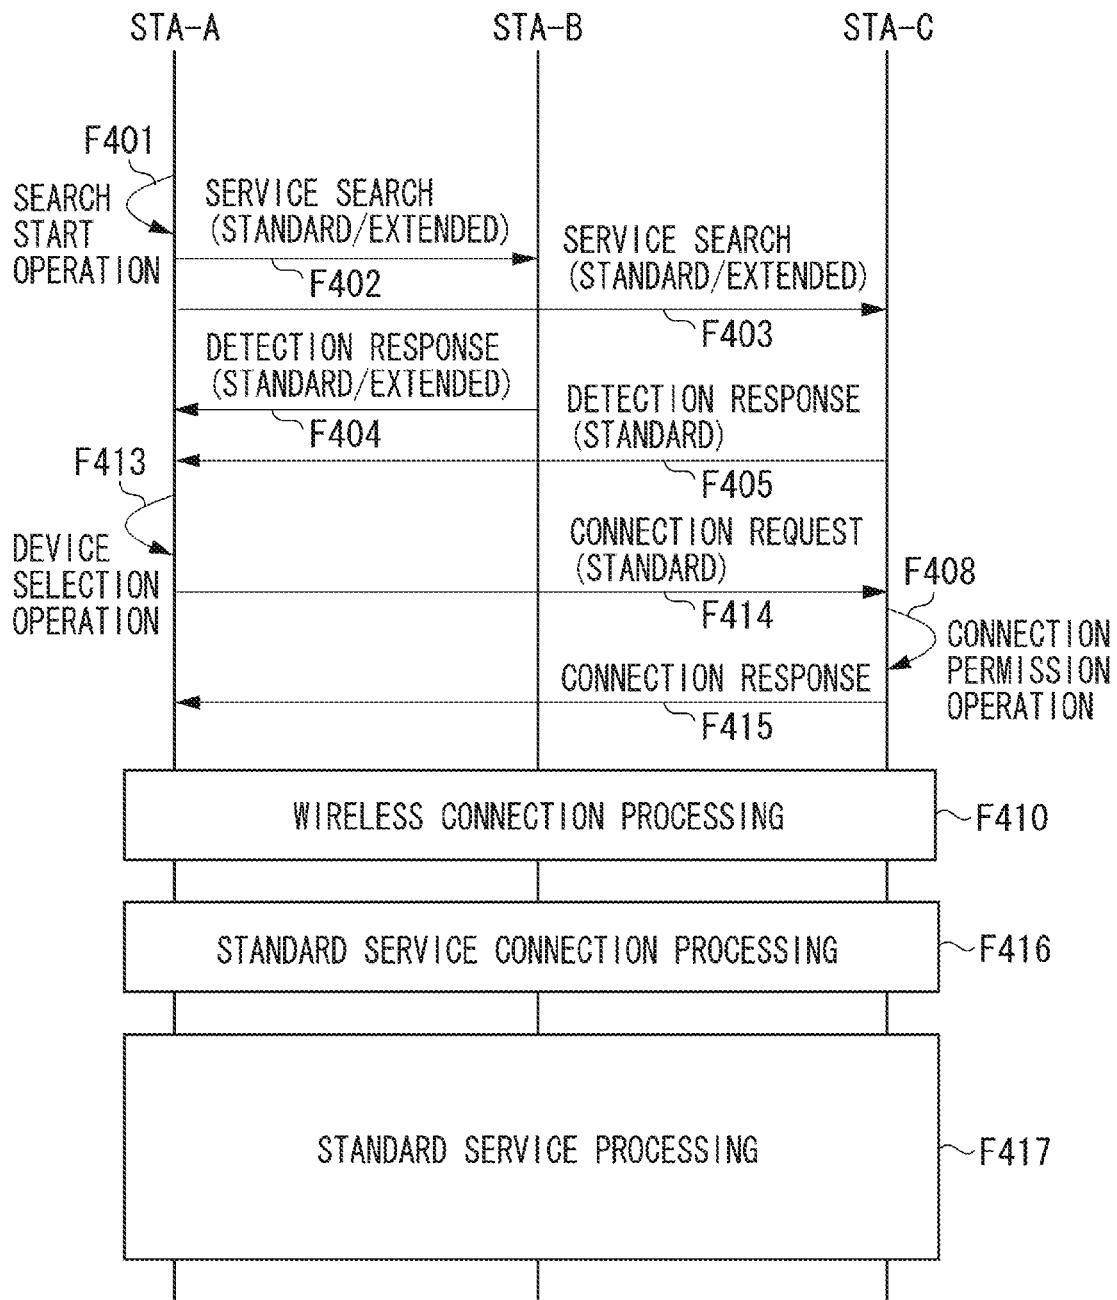 STA-A
STA-B
STA-C
F401
SEARCH
START
OPERATION
SERVICE SEARCH
(STANDARD/EXTENDED)
F402
SERVICE SEARCH
(STANDARD/EXTENDED)
F403
DETECTION RESPONSE
(STANDARD/EXTENDED)
F404
DETECTION RESPONSE
(STANDARD)
F405
F413
DEVICE
SELECTION
OPERATION
CONNECTION REQUEST
(STANDARD)
F414
F408
CONNECTION
PERMISSION
OPERATION
CONNECTION RESPONSE
F415
WIRELESS CONNECTION PROCESSING
F410
STANDARD SERVICE CONNECTION PROCESSING
F416
STANDARD SERVICE PROCESSING
F417